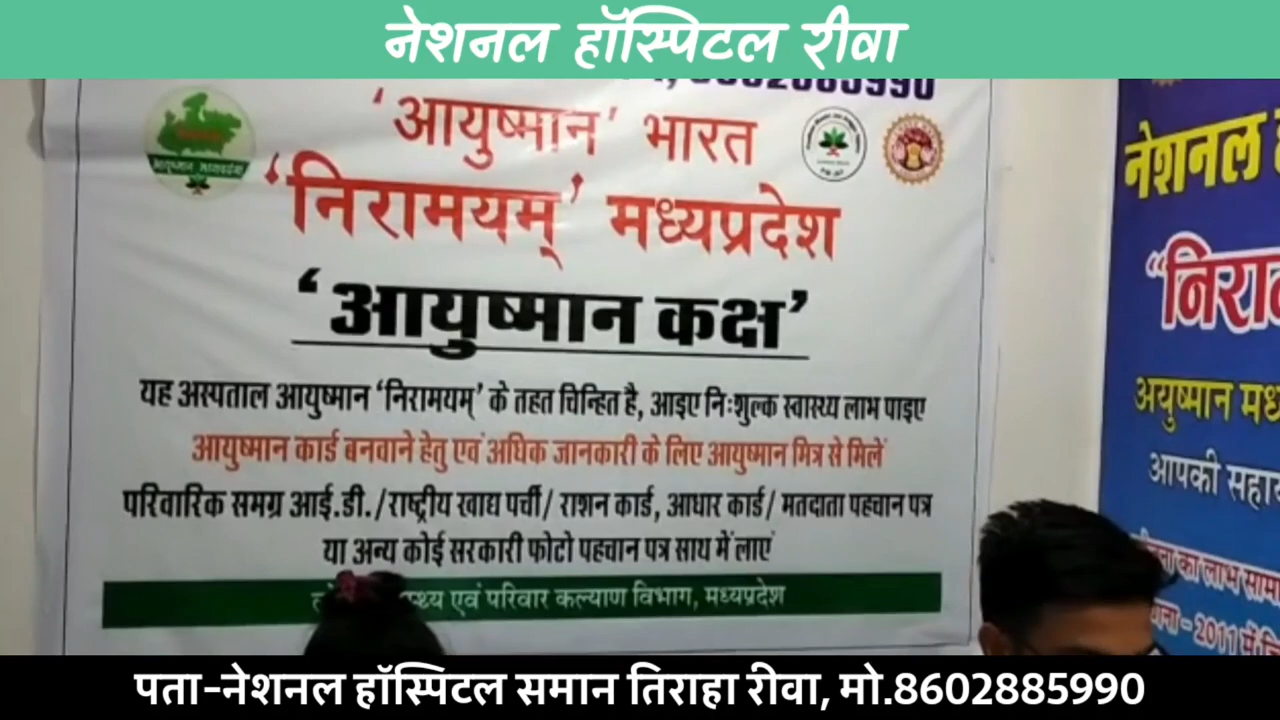 नेशनल हॉस्पिटल रीवा
'आयुष्मान' भारत
'निरामयम्' मध्यप्रदेश
'आयुष्मान कक्ष'
यह अस्पताल आयुष्मान 'निरामयम्' के तहत चिन्हित है, आइए निःशुल्क स्वास्थ्य लाभ पाइए
आयुष्मान कार्ड बनवाने हेतु एवं अधिक जानकारी के लिए आयुष्मान मित्र से मिलें
परिवारिक समग्र आई.डी./राष्ट्रीय खाद्य पर्ची/ राशन कार्ड, आधार कार्ड/ मतदाता पहचान पत्र
या अन्य कोई सरकारी फोटो पहचान पत्र साथ में लाएं
एवं परिवार कल्याण विभाग, मध्यप्रदेश
नेशनल
"निरा
अयुष्मान मध
आपकी सहा
का लाभ
2011 में
पता-नेशनल हॉस्पिटल समान तिराहा रीवा, मो.8602885990